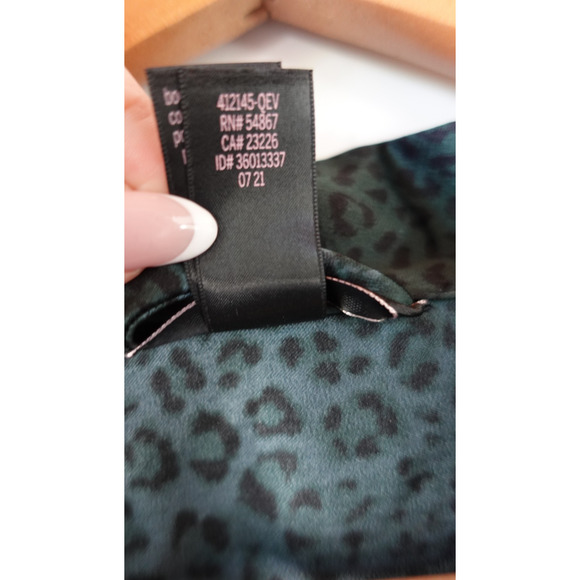 412145-QEV
RN# 54867
CA# 23226
ID# 36013337
07 21